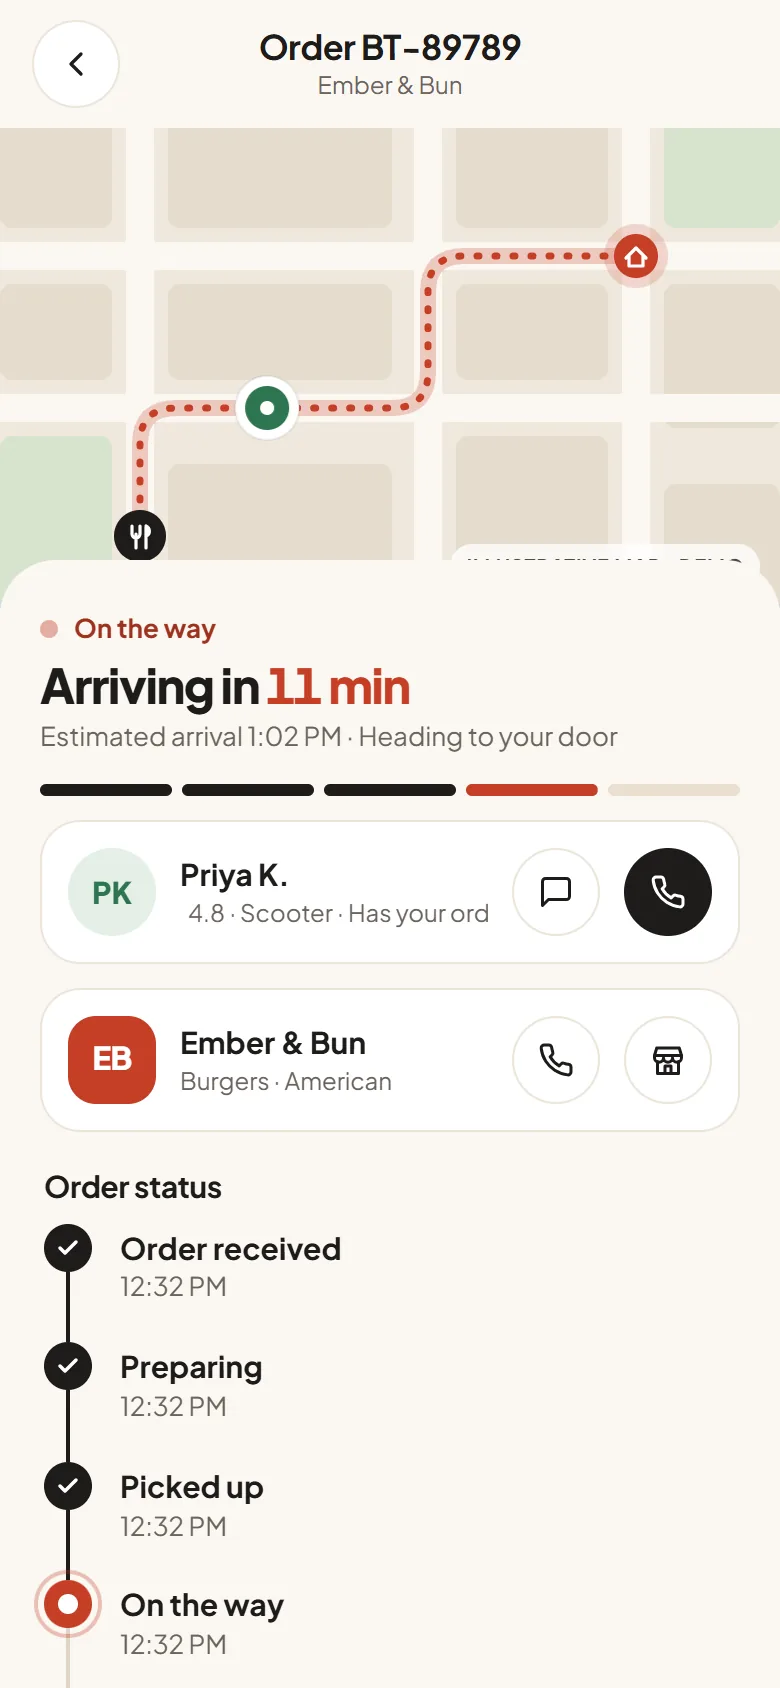 Order BT-89789
Ember & Bun
On the way
Arriving in 11 min
Estimated arrival 1:02 PM · Heading to your door
PK
Priya K.
4.8 · Scooter · Has your ord
EB
Ember & Bun
Burgers · American
Order status
Order received
12:32 PM
Preparing
12:32 PM
Picked up
12:32 PM
On the way
12:32 PM